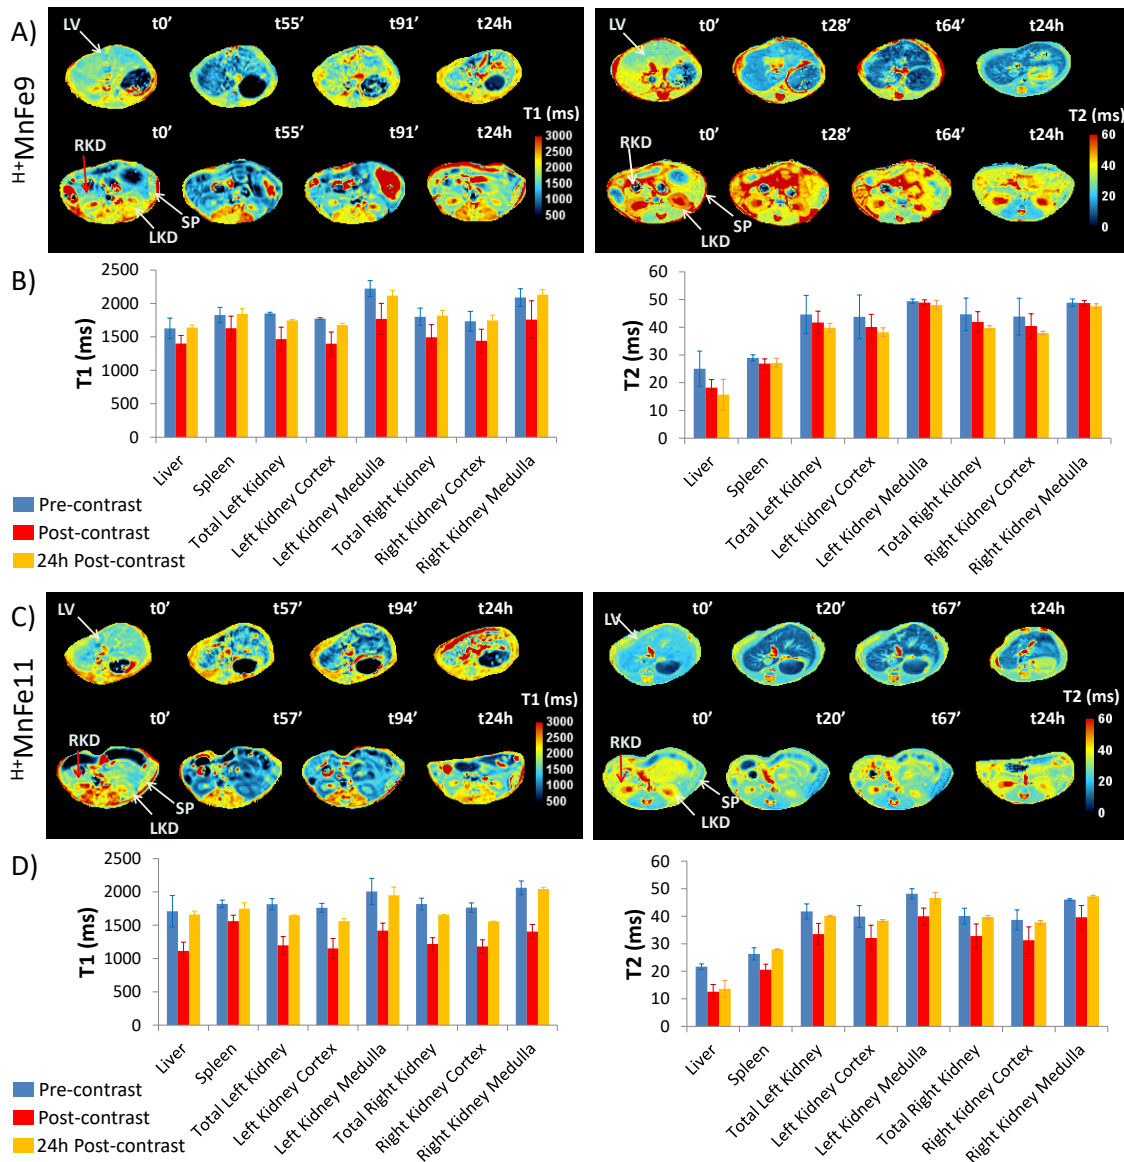 A)
H+MnFe9
LV
t0’
t55’
t91’
t24h
T1 (ms)
3000
2500
2000
1500
1000
500
RKD
t0’
t55’
t91’
t24h
SP
LKD
LV
t0’
t28’
t64’
t24h
T2 (ms)
60
40
20
0
RKD
t0’
t28’
t64’
t24h
SP
LKD
B)
T1 (ms)
2500
2000
1500
1000
500
0
Liver
Spleen
Total Left Kidney
Left Kidney Cortex
Left Kidney Medulla
Total Right Kidney
Right Kidney Cortex
Right Kidney Medulla
T2 (ms)
60
50
40
30
20
10
0
Liver
Spleen
Total Left Kidney
Left Kidney Cortex
Left Kidney Medulla
Total Right Kidney
Right Kidney Cortex
Right Kidney Medulla
Pre-contrast
Post-contrast
24h Post-contrast
C)
H+MnFe11
LV
t0’
t57’
t94’
t24h
T1 (ms)
3000
2500
2000
1500
1000
500
RKD
t0’
t57’
t94’
t24h
SP
LKD
LV
t0’
t20’
t67’
t24h
T2 (ms)
60
40
20
0
RKD
t0’
t20’
t67’
t24h
SP
LKD
D)
T1 (ms)
2500
2000
1500
1000
500
0
Liver
Spleen
Total Left Kidney
Left Kidney Cortex
Left Kidney Medulla
Total Right Kidney
Right Kidney Cortex
Right Kidney Medulla
T2 (ms)
60
50
40
30
20
10
0
Liver
Spleen
Total Left Kidney
Left Kidney Cortex
Left Kidney Medulla
Total Right Kidney
Right Kidney Cortex
Right Kidney Medulla
Pre-contrast
Post-contrast
24h Post-contrast